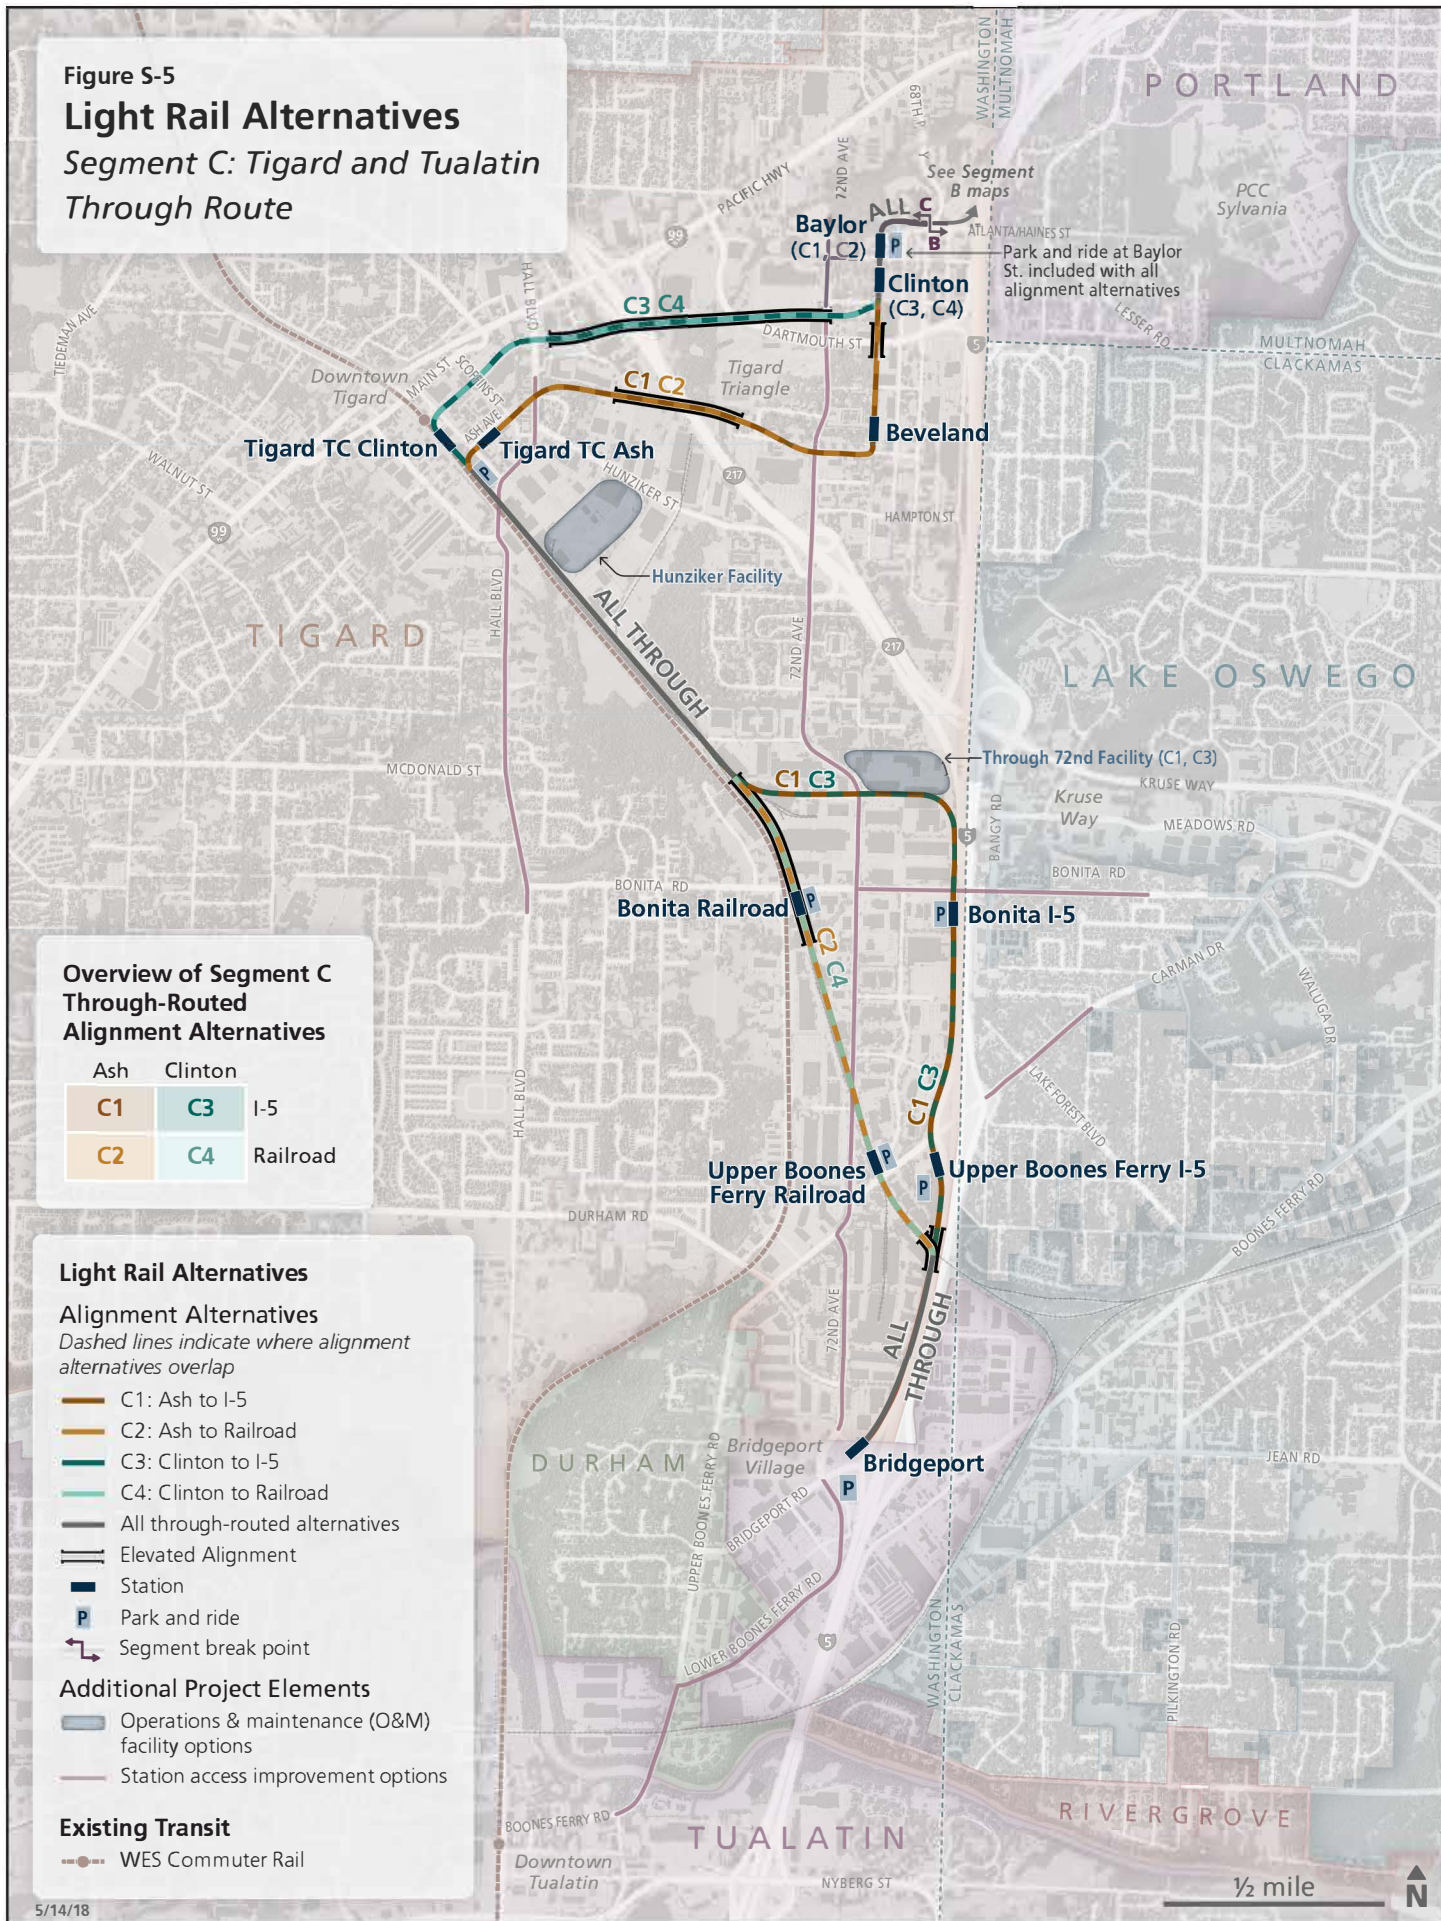 Figure S-5
Light Rail Alternatives
Segment C: Tigard and Tualatin
Through Route
WASHINGTON
MULTNOMAH
PORTLAND
72ND AVE
PACIFIC HWY
99
See Segment
B maps
PCC
Sylvania
ALL
C
B
ATLANTA/HAINES ST
Baylor
(C1, C2)
P
Park and ride at Baylor
St. included with all
alignment alternatives
Clinton
(C3, C4)
LESSER RD
HALL BLVD
C3 C4
DARTMOUTH ST
5
MULTNOMAH
CLACKAMAS
TIEDEMAN AVE
Downtown
Tigard
MAIN ST
SCOFFINS ST
Tigard
Triangle
C1 C2
ASH AVE
Beveland
Tigard TC Clinton
Tigard TC Ash
P
WALNUT ST
HUNZIKER ST
217
HAMPTON ST
99
Hunziker Facility
HALL BLVD
TIGARD
ALL THROUGH
72ND AVE
217
LAKE OSWEGO
MCDONALD ST
Through 72nd Facility (C1, C3)
C1 C3
KRUSE WAY
Kruse
Way
BANGY RD
5
MEADOWS RD
BONITA RD
BONITA RD
Bonita Railroad
P
P
Bonita I-5
C2 C4
CARMAN DR
WALUGA DR
Overview of Segment C
Through-Routed
Alignment Alternatives
Ash Clinton
C1 C3 I-5
C2 C4 Railroad
HALL BLVD
C1 C3
LAKE FOREST BLVD
Upper Boones
Ferry Railroad
P
P
Upper Boones Ferry I-5
DURHAM RD
BOONES FERRY RD
72ND AVE
ALL
THROUGH
Light Rail Alternatives
Alignment Alternatives
Dashed lines indicate where alignment
alternatives overlap
C1: Ash to I-5
C2: Ash to Railroad
C3: Clinton to I-5
C4: Clinton to Railroad
All through-routed alternatives
Elevated Alignment
Station
P Park and ride
Segment break point
Additional Project Elements
Operations & maintenance (O&M)
facility options
Station access improvement options
Existing Transit
WES Commuter Rail
DURHAM
UPPER BOONES FERRY RD
Bridgeport
Village
Bridgeport
P
BRIDGEPORT RD
JEAN RD
LOWER BOONES FERRY RD
5
WASHINGTON
CLACKAMAS
PILKINGTON RD
BOONES FERRY RD
TUALATIN
RIVERGROVE
Downtown
Tualatin
NYBERG ST
½ mile
N
5/14/18